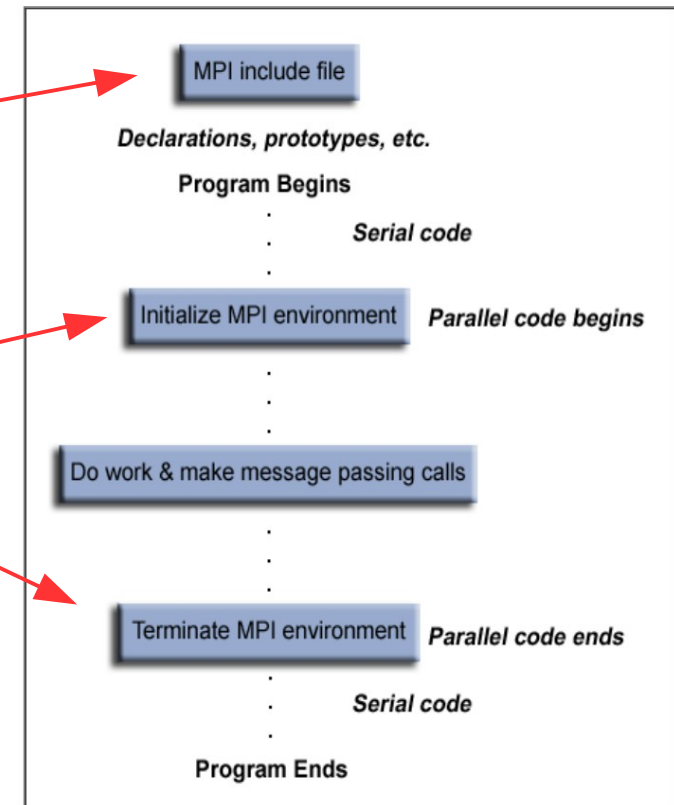 MPI include file
Declarations, prototypes, etc.
Program Begins
Serial code
Initialize MPI environment
Parallel code begins
Do work & make message passing calls
Terminate MPI environment
Parallel code ends
Serial code
Program Ends